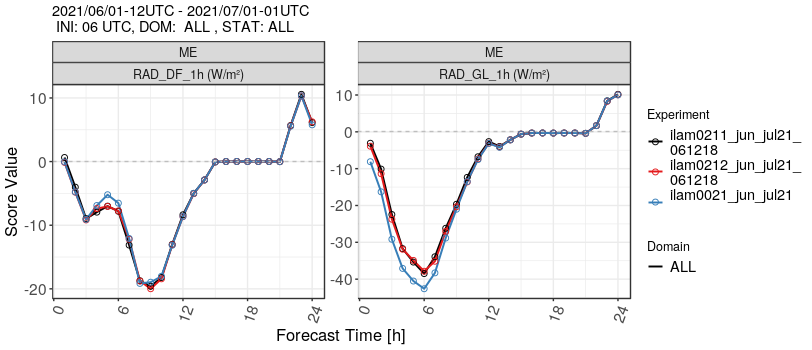 2021/06/01-12UTC - 2021/07/01-01UTC
INI: 06 UTC, DOM: ALL , STAT: ALL
ME
RAD_DF_1h (W/m²)
ME
RAD_GL_1h (W/m²)
Score Value
10
0
-10
-20
10
0
-10
-20
-30
-40
0
6
12
18
24
0
6
12
18
24
Forecast Time [h]
Experiment
ilam0211_jun_jul21_
061218
ilam0212_jun_jul21_
061218
ilam0021_jun_jul21
Domain
ALL